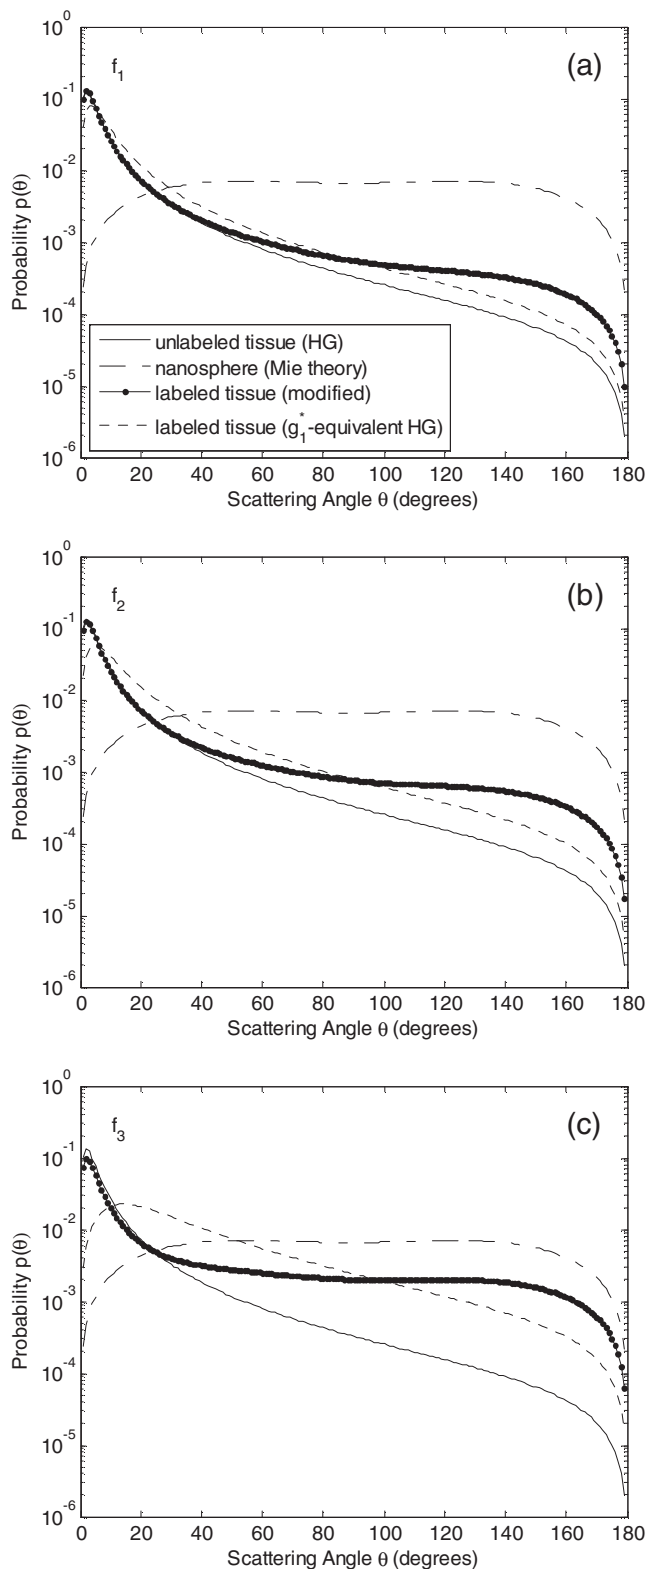 10^0
f_1
(a)
10^-1
10^-2
10^-3
10^-4
10^-5
10^-6
Probability p(θ)
unlabeled tissue (HG)
nanosphere (Mie theory)
labeled tissue (modified)
labeled tissue (g_1^*-equivalent HG)
0 20 40 60 80 100 120 140 160 180
Scattering Angle θ (degrees)
10^0
f_2
(b)
10^-1
10^-2
10^-3
10^-4
10^-5
10^-6
Probability p(θ)
0 20 40 60 80 100 120 140 160 180
Scattering Angle θ (degrees)
10^0
f_3
(c)
10^-1
10^-2
10^-3
10^-4
10^-5
10^-6
Probability p(θ)
0 20 40 60 80 100 120 140 160 180
Scattering Angle θ (degrees)